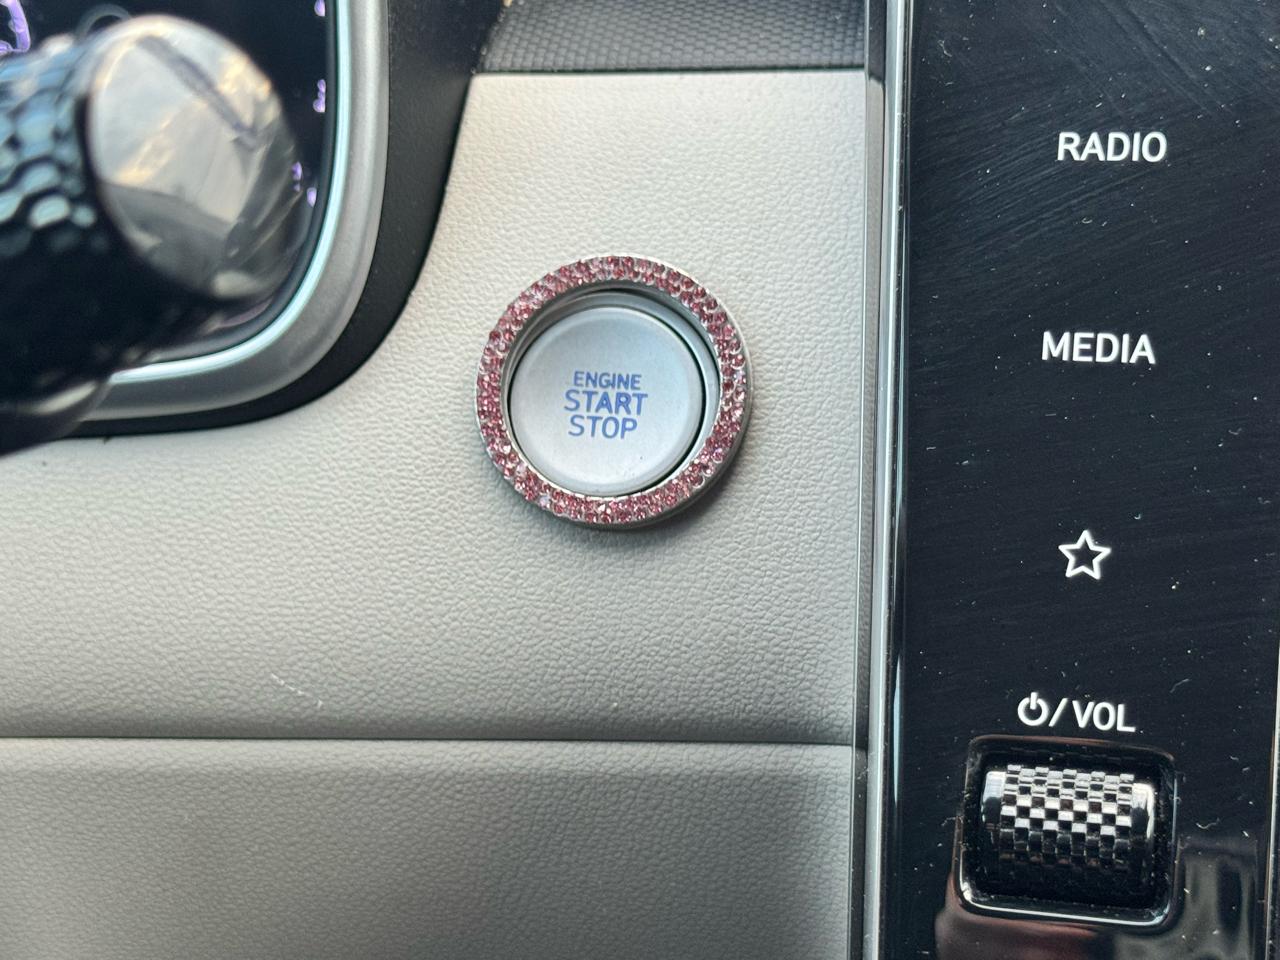 ENGINE
START
STOP
RADIO
MEDIA
/ VOL